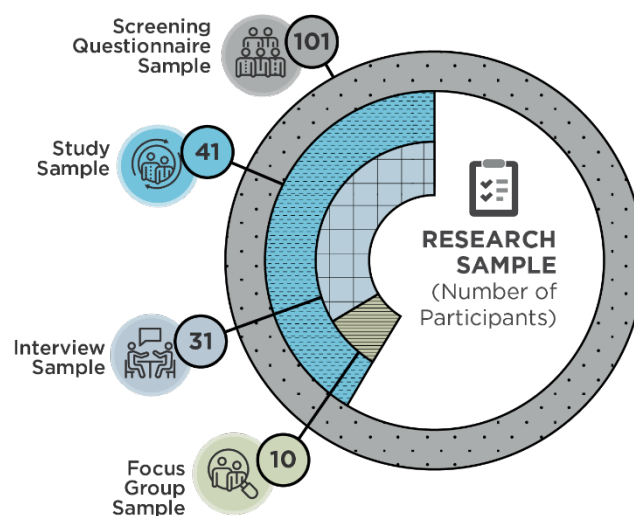 Screening
Questionnaire
Sample
101
Study
Sample
41
RESEARCH
SAMPLE
(Number of
Participants)
Interview
Sample
31
Focus
Group
Sample
10